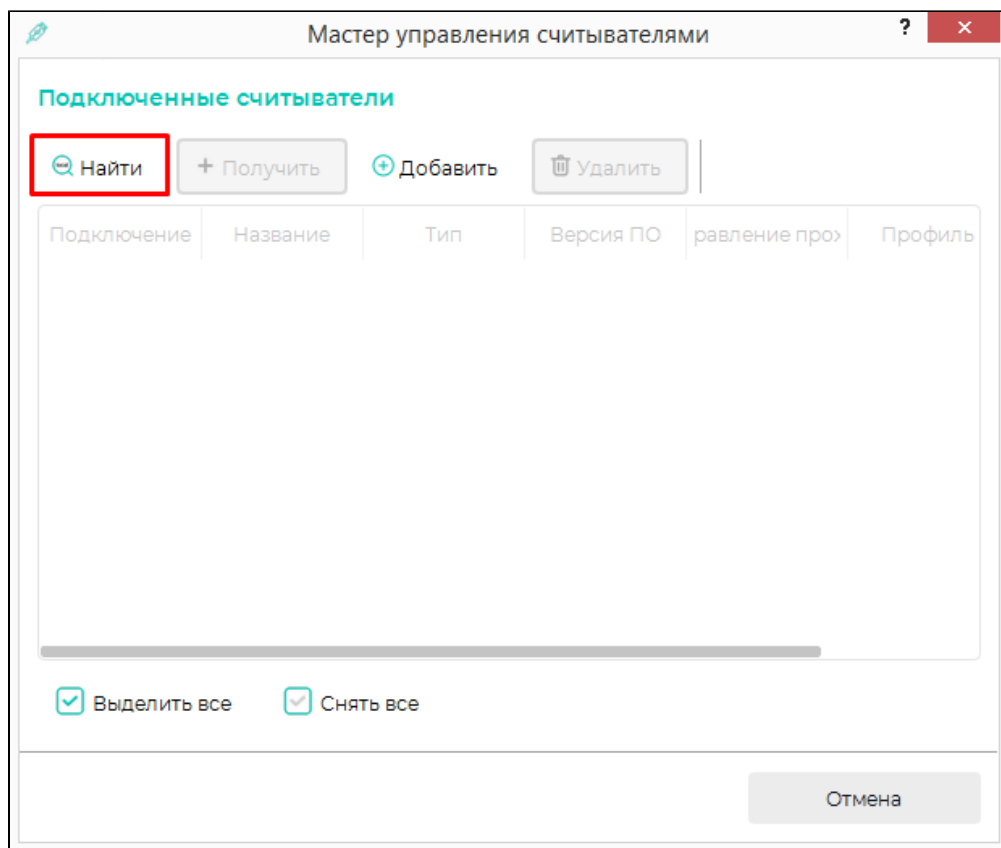 Мастер управления считывателями ?
Подключенные считыватели
Найти + Получить Добавить Удалить
Подключение Название Тип Версия ПО равление прох Профиль
Выделить все Снять все
Отмена